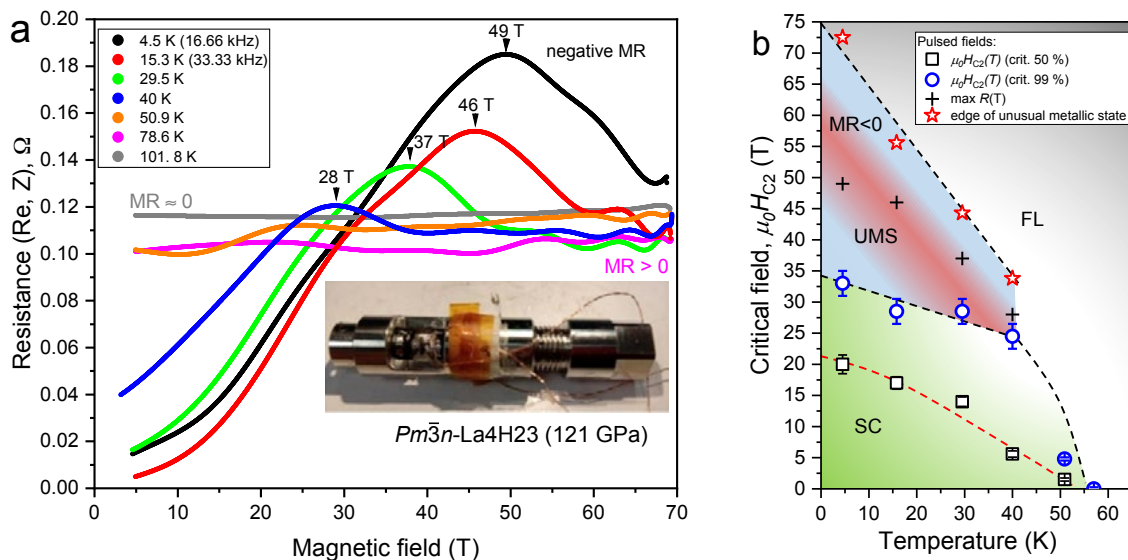 a
Resistance (Re, Z), Ω
0.20
0.18
0.16
0.14
0.12
0.10
0.08
0.06
0.04
0.02
0.00
4.5 K (16.66 kHz)
15.3 K (33.33 kHz)
29.5 K
40 K
50.9 K
78.6 K
101. 8 K
49 T
negative MR
46 T
37 T
28 T
MR ≈ 0
MR > 0
Pm3̅n-La4H23 (121 GPa)
0 10 20 30 40 50 60 70
Magnetic field (T)
b
Critical field, μ₀H_C2 (T)
75
70
65
60
55
50
45
40
35
30
25
20
15
10
5
0
Pulsed fields:
μ₀H_C2(T) (crit. 50 %)
μ₀H_C2(T) (crit. 99 %)
max R(T)
edge of unusual metallic state
MR<0
FL
UMS
SC
0 10 20 30 40 50 60
Temperature (K)